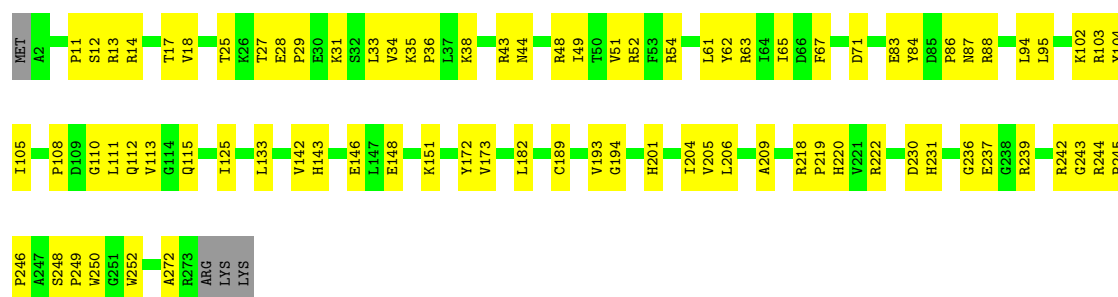 MET A2 P11 S12 R13 R14 T17 V18 T25 K26 T27 E28 P29 E30 K31 S32 L33 V34 K35 P36 L37 K38 R43 N44 R48 I49 T50 V51 R52 F53 R54 L61 Y62 R63 I64 I65 D66 F67 D71 E83 Y84 D85 P86 N87 R88 L94 L95 K102 R103 Y104
I105 P108 D109 G110 L111 Q112 V113 G114 Q115 I125 L133 V142 H143 E146 L147 E148 K151 Y172 V173 L182 C189 V193 G194 H201 I204 V205 L206 A209 R218 P219 H220 V221 R222 D230 H231 G236 E237 G238 R239 R242 G243 R244
P246 A247 S248 P249 W250 G251 W252 A272 R273 ARG LYS LYS